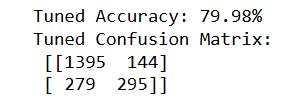 Tuned Accuracy: 79.98%
Tuned Confusion Matrix:
[[1395 144]
[ 279 295]]